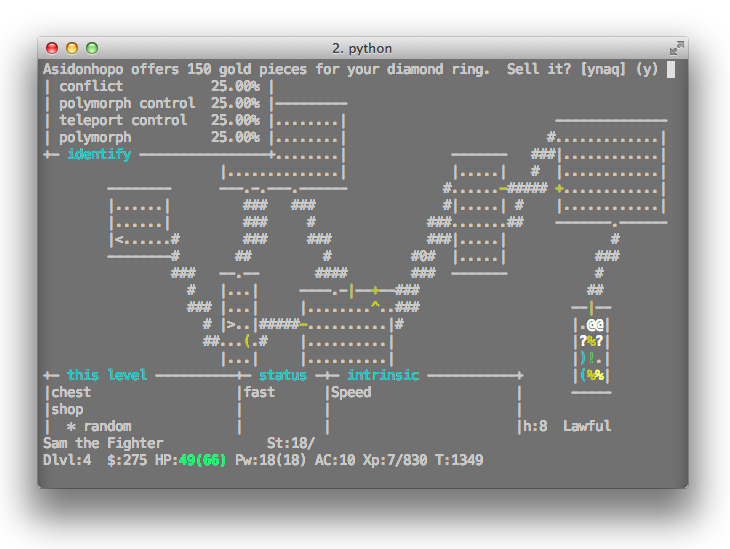 2. python
Asidonhopo offers 150 gold pieces for your diamond ring.  Sell it? [ynaq] (y)
| conflict           25.00% |
| polymorph control  25.00% |----------
| teleport control   25.00% |........|                          --------------
| polymorph          25.00% |........|                         #.............|
+- identify ----------------+........|             -------   ###|............|
                      |..............|             |.....|   #  |............|
        --------      ---.-.---.------            #......-##### +............|
        |......|         ###   ###                #|.....| #    |............|
        |......|         ###     #              ###.......##    -------.------
        |<......#        ###     ###            ###|.....|             #
        --------#       ##         #          #0#  |.....|           ###
                ###   --.--       ####        ###  -------           #
                  #   |...|     ----.-|--+--###                     ##
                  ### |...|     |........^..###                   --|--
                    # |>..|#####-..........|#                     |.@@|
                    ##...(.#    |..........|                      |?%?|
                      |...|     |..........|                      |)!.|
+- this level ----------+- status -+- intrinsic -----------+      |(%%|
|chest                  |fast      |Speed                  |      -----
|shop                   |          |                       |
|  * random             |          |                       |h:8  Lawful
Sam the Fighter             St:18/
Dlvl:4  $:275 HP:49(66) Pw:18(18) AC:10 Xp:7/830 T:1349